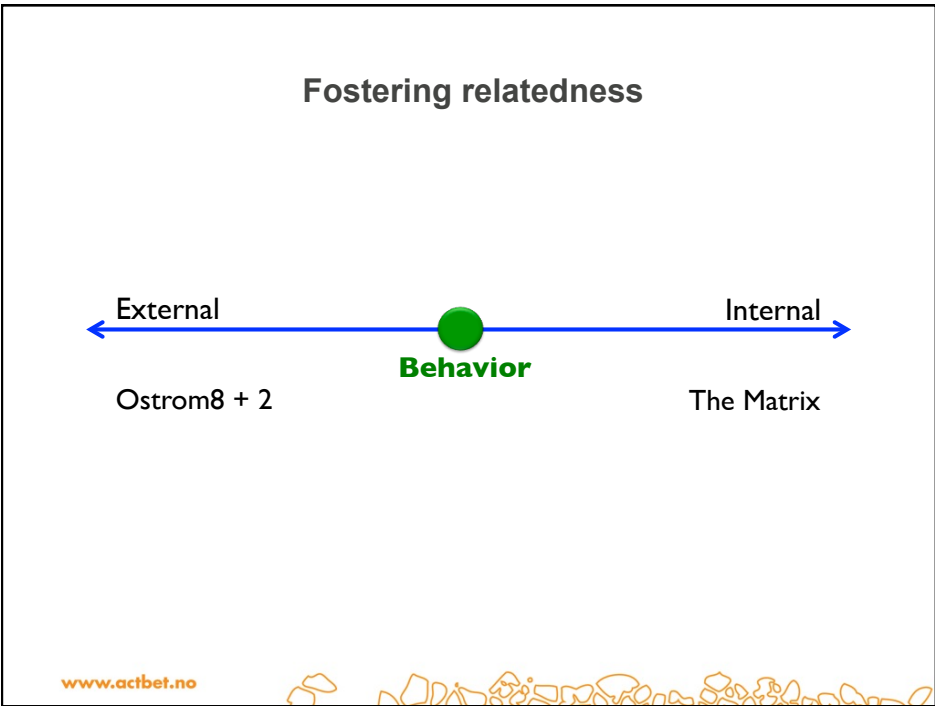 Fostering relatedness
External
Internal
Behavior
Ostrom8 + 2
The Matrix
www.actbet.no